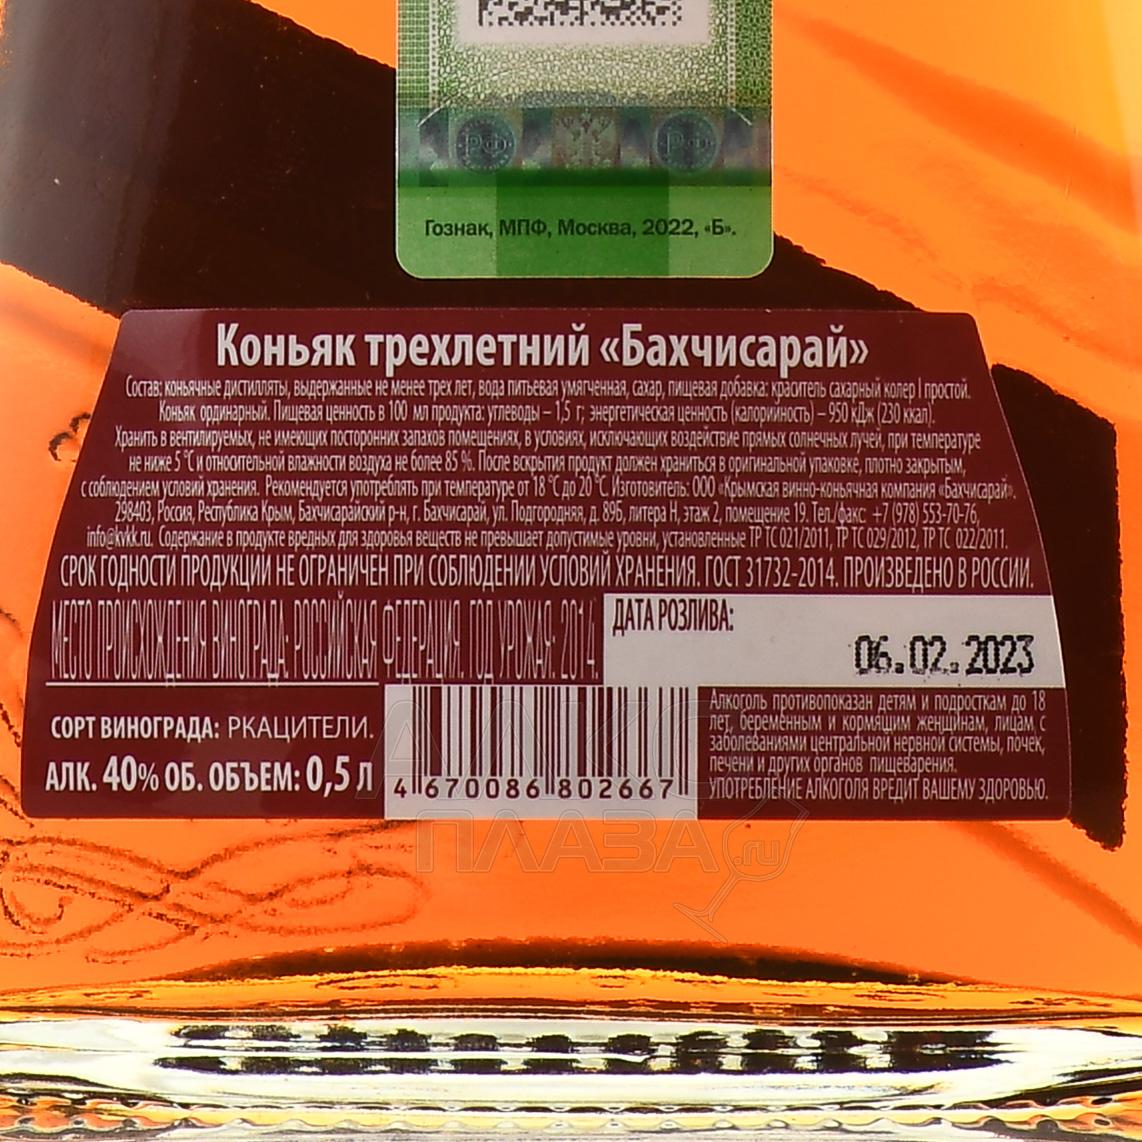 Гознак, МПФ, Москва, 2022, «Б».
Коньяк трехлетний «Бахчисарай»
Состав: коньячные дистилляты, выдержанные не менее трех лет, вода питьевая умягченная, сахар, пищевая добавка: краситель сахарный колер I простой.
Коньяк ординарный. Пищевая ценность в 100 мл продукта: углеводы – 1,5 г; энергетическая ценность (калорийность) – 950 кДж (230 ккал).
Хранить в вентилируемых, не имеющих посторонних запахов помещениях, в условиях, исключающих воздействие прямых солнечных лучей, при температуре
не ниже 5 °С и относительной влажности воздуха не более 85 %. После вскрытия продукт должен храниться в оригинальной упаковке, плотно закрытым,
с соблюдением условий хранения. Рекомендуется употреблять при температуре от 18 °С до 20 °С. Изготовитель: ООО «Крымская винно-коньячная компания «Бахчисарай».
298403, Россия, Республика Крым, Бахчисарайский р-н, г. Бахчисарай, ул. Подгородняя, д. 89Б, литера Н, этаж 2, помещение 19. Тел./факс: +7 (978) 553-70-76,
info@kvkk.ru. Содержание в продукте вредных для здоровья веществ не превышает допустимые уровни, установленные ТР ТС 021/2011, ТР ТС 029/2012, ТР ТС 022/2011.
СРОК ГОДНОСТИ ПРОДУКЦИИ НЕ ОГРАНИЧЕН ПРИ СОБЛЮДЕНИИ УСЛОВИЙ ХРАНЕНИЯ. ГОСТ 31732-2014. ПРОИЗВЕДЕНО В РОССИИ.
МЕСТО ПРОИСХОЖДЕНИЯ ВИНОГРАДА: РОССИЙСКАЯ ФЕДЕРАЦИЯ. ГОД УРОЖАЯ: 2014.
ДАТА РОЗЛИВА:
06.02.2023
СОРТ ВИНОГРАДА: РКАЦИТЕЛИ.
АЛК. 40% ОБ. ОБЪЕМ: 0,5 Л
4 670086 802667
Алкоголь противопоказан детям и подросткам до 18
лет, беременным и кормящим женщинам, лицам с
заболеваниями центральной нервной системы, почек,
печени и других органов пищеварения.
УПОТРЕБЛЕНИЕ АЛКОГОЛЯ ВРЕДИТ ВАШЕМУ ЗДОРОВЬЮ.
АЛКО
ПЛАЗА.ru